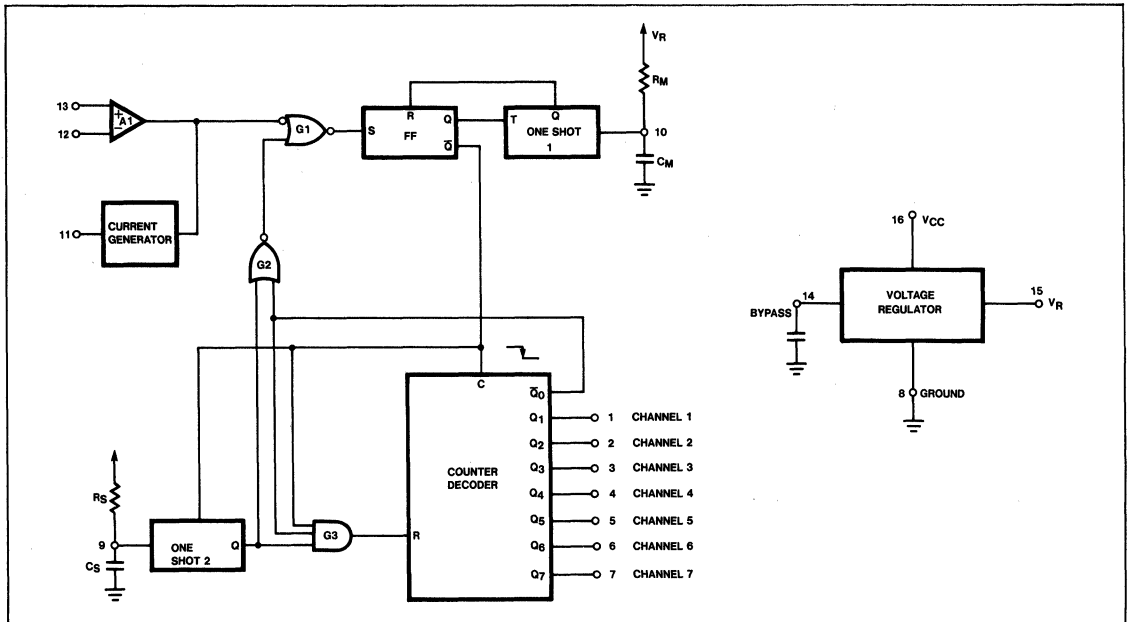 VR
RM
13
+
A1
12
−
G1
R
S
Q
FF
Q̅
Q
T
ONE SHOT
1
10
CM
11
CURRENT
GENERATOR
G2
16
VCC
14
BYPASS
VOLTAGE
REGULATOR
15
VR
8
GROUND
C
Q̅0
Q1
1
CHANNEL 1
Q2
2
CHANNEL 2
Q3
3
CHANNEL 3
COUNTER
DECODER
Q4
4
CHANNEL 4
Q5
5
CHANNEL 5
Q6
6
CHANNEL 6
Q7
7
CHANNEL 7
RS
9
CS
ONE
SHOT 2
Q
G3
R